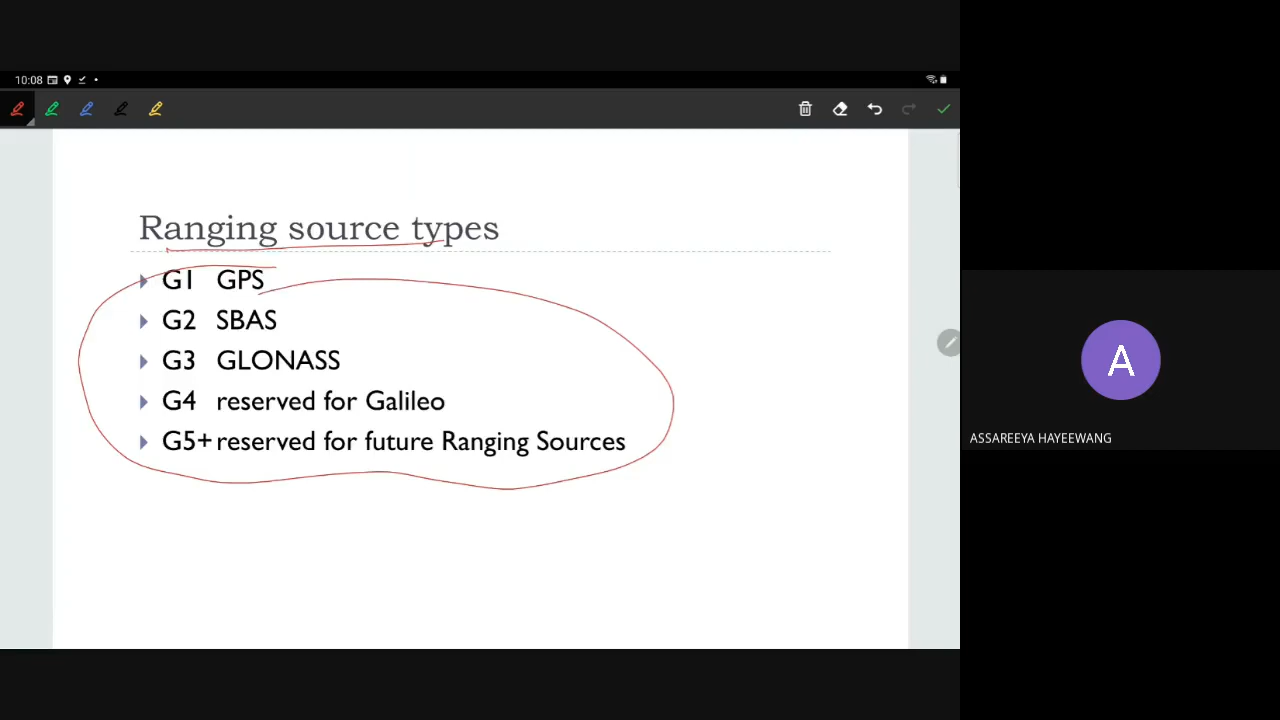 10:08
Ranging source types
G1 GPS
G2 SBAS
G3 GLONASS
G4 reserved for Galileo
G5+ reserved for future Ranging Sources
A
ASSAREEYA HAYEEWANG